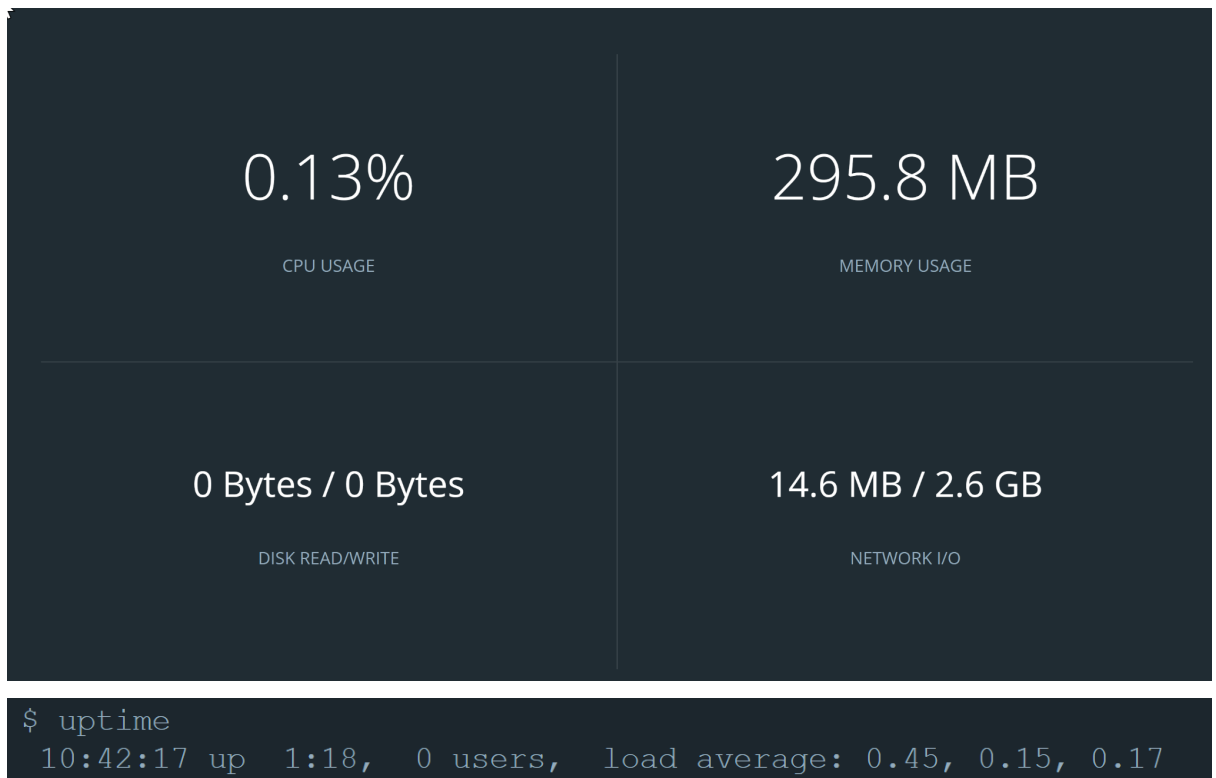 0.13%
CPU USAGE
295.8 MB
MEMORY USAGE
0 Bytes / 0 Bytes
DISK READ/WRITE
14.6 MB / 2.6 GB
NETWORK I/O
$ uptime
10:42:17 up  1:18,  0 users,  load average: 0.45, 0.15, 0.17